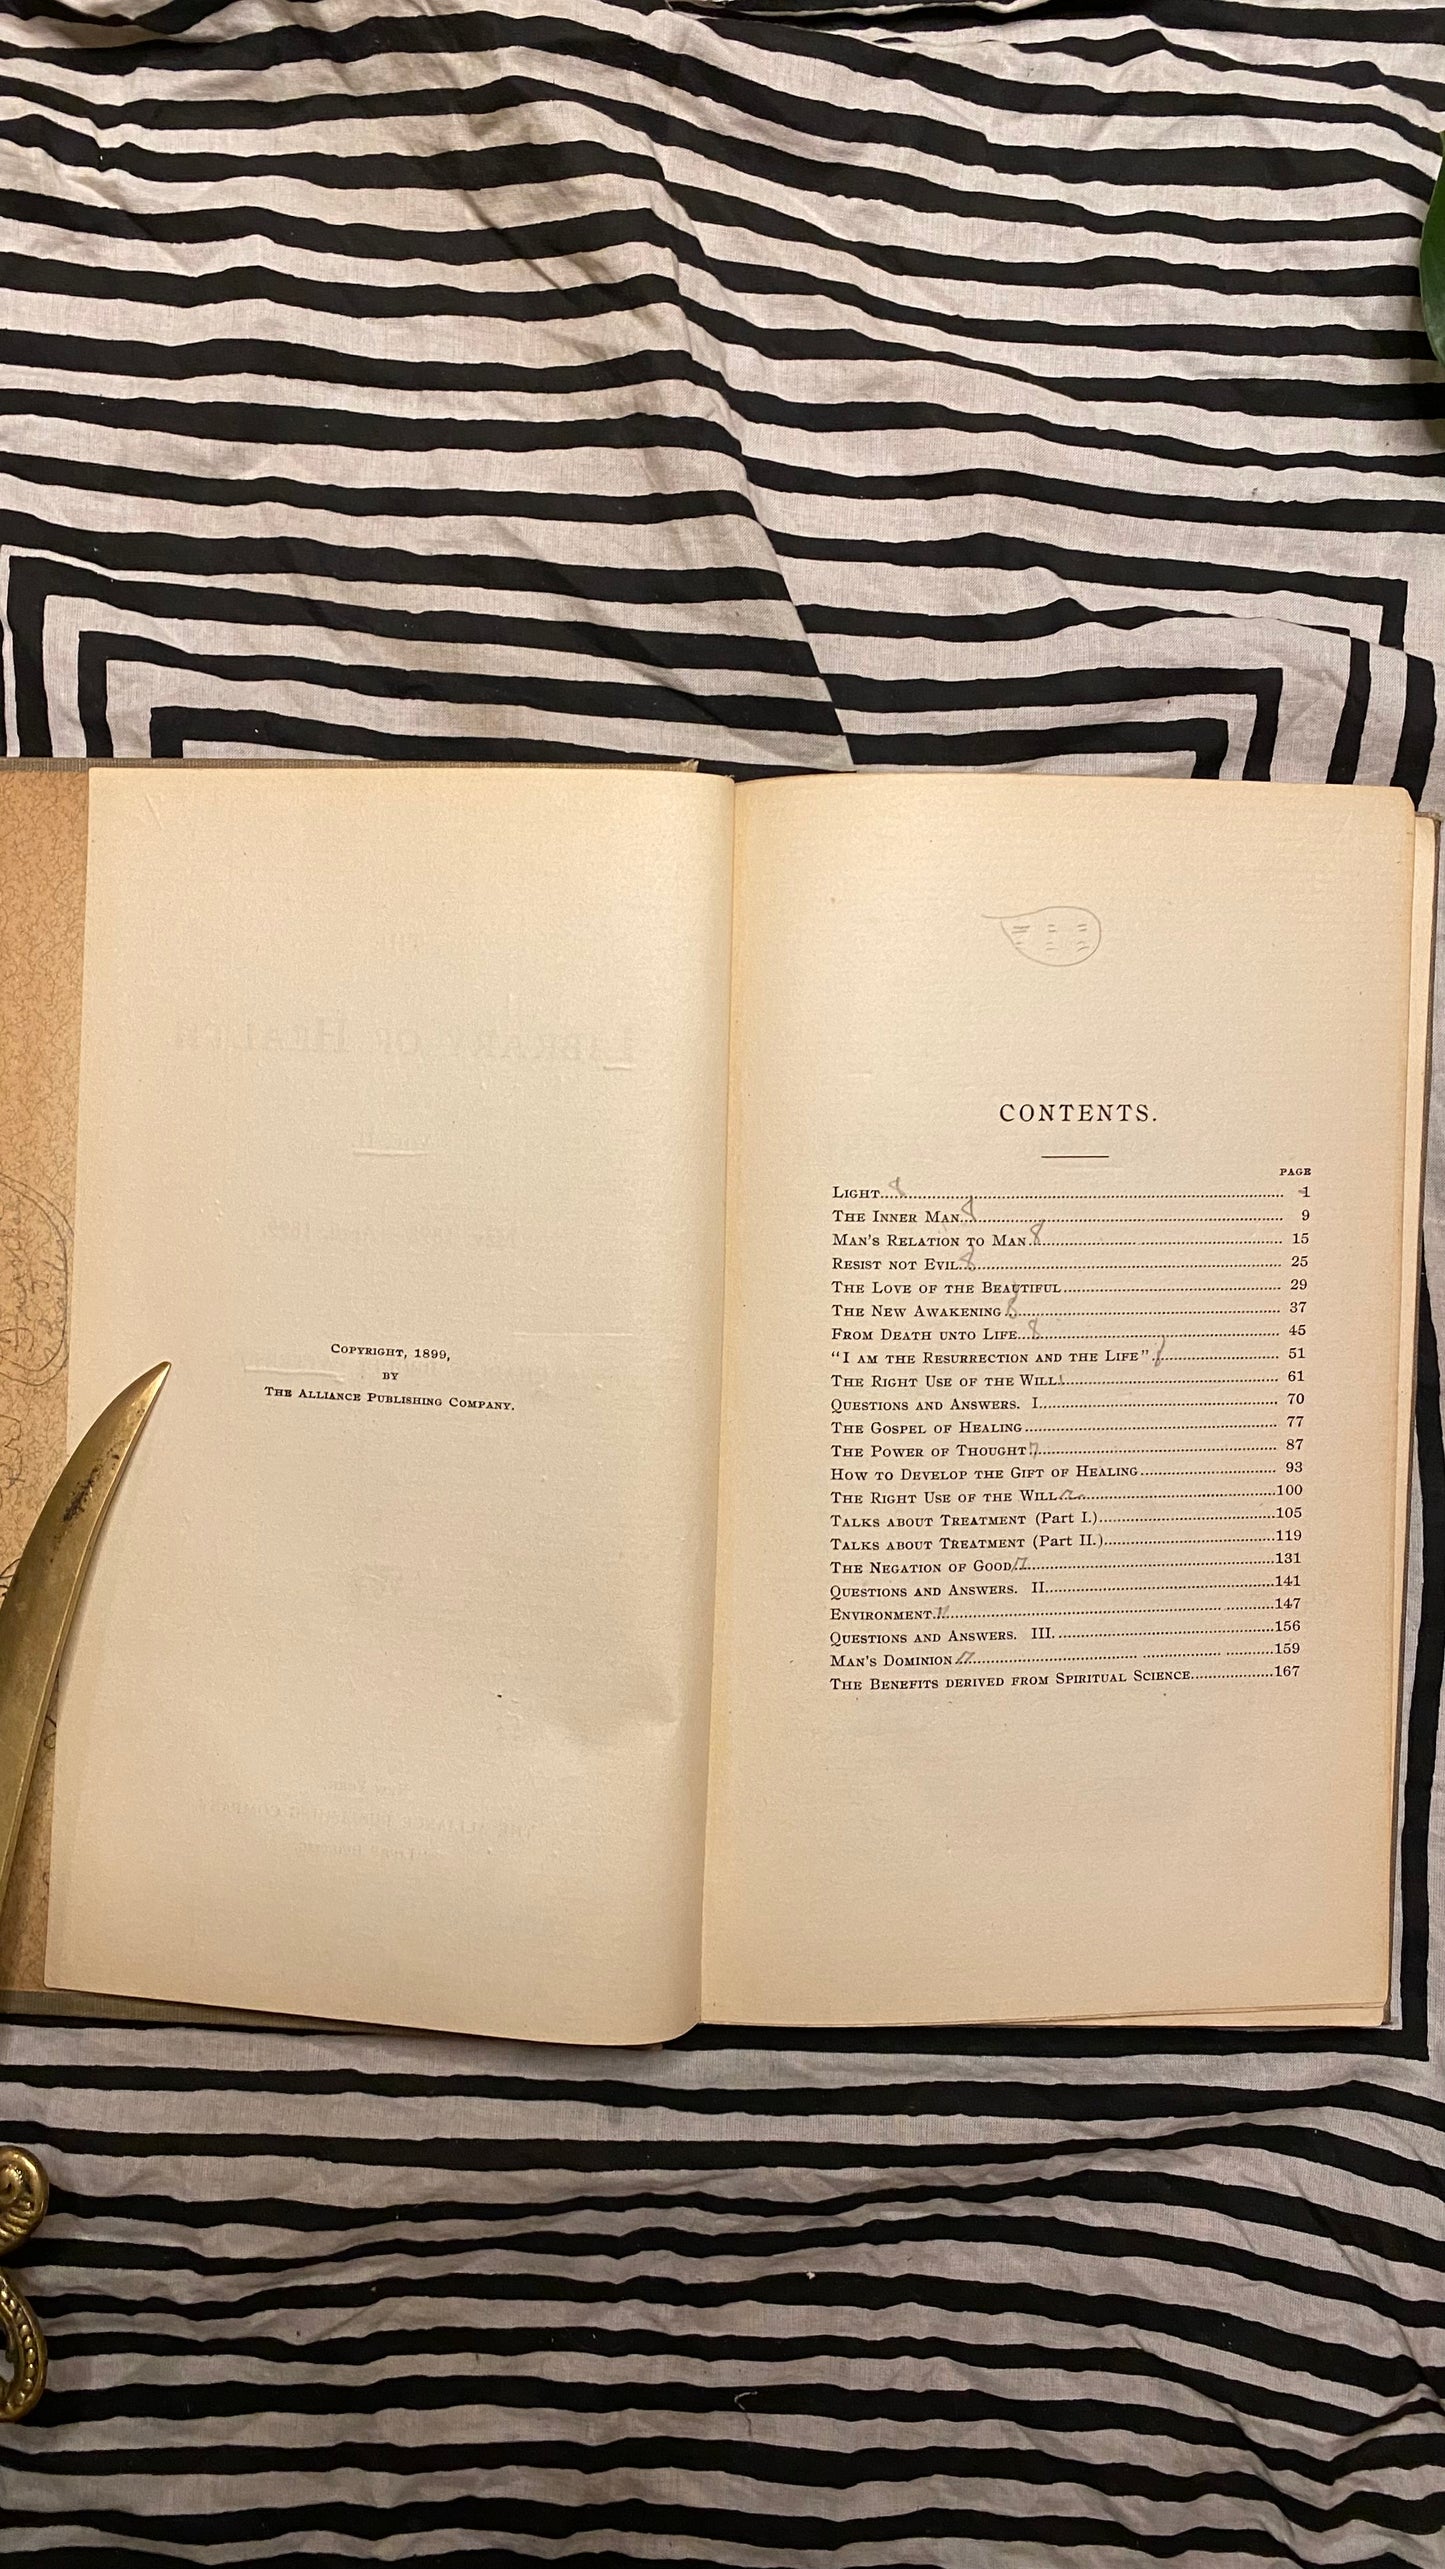 Copyright, 1899,
BY
The Alliance Publishing Company.
CONTENTS.
PAGE
Light 8 1
The Inner Man 8 9
Man's Relation to Man 8 15
Resist not Evil 8 25
The Love of the Beautiful 29
The New Awakening 37
From Death unto Life 8 45
"I am the Resurrection and the Life" 51
The Right Use of the Will 61
Questions and Answers. I. 70
The Gospel of Healing 77
The Power of Thought 87
How to Develop the Gift of Healing 93
The Right Use of the Will 100
Talks about Treatment (Part I.) 105
Talks about Treatment (Part II.) 119
The Negation of Good 131
Questions and Answers. II. 141
Environment 147
Questions and Answers. III. 156
Man's Dominion 159
The Benefits derived from Spiritual Science 167